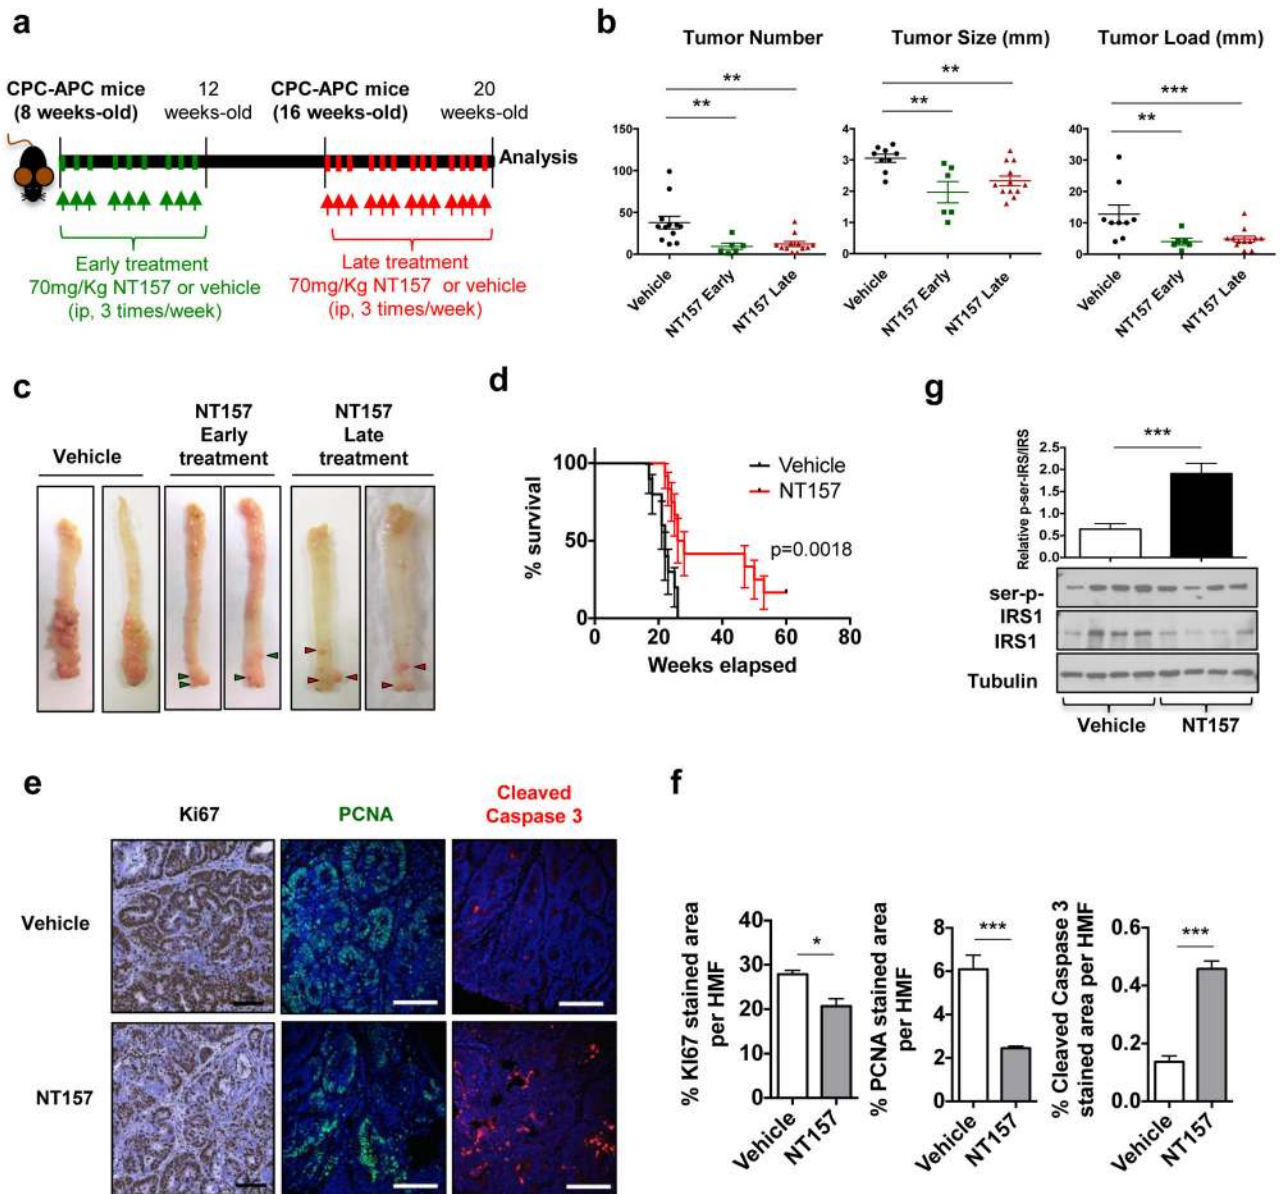 a
CPC-APC mice
(8 weeks-old)
12
weeks-old
CPC-APC mice
(16 weeks-old)
20
weeks-old
Analysis
Early treatment
70mg/Kg NT157 or vehicle
(ip, 3 times/week)
Late treatment
70mg/Kg NT157 or vehicle
(ip, 3 times/week)
b
Tumor Number
**
**
150
100
50
0
Vehicle
NT157 Early
NT157 Late
Tumor Size (mm)
**
**
4
3
2
1
0
Vehicle
NT157 Early
NT157 Late
Tumor Load (mm)
***
**
40
30
20
10
0
Vehicle
NT157 Early
NT157 Late
c
Vehicle
NT157
Early
treatment
NT157
Late
treatment
d
% survival
100
50
0
0
20
40
60
80
Weeks elapsed
Vehicle
NT157
p=0.0018
g
Relative p-ser-IRS/IRS
2.5
2.0
1.5
1.0
0.5
0.0
***
ser-p-
IRS1
IRS1
Tubulin
Vehicle
NT157
e
Ki67
PCNA
Cleaved
Caspase 3
Vehicle
NT157
f
% KI67 stained area
per HMF
40
30
20
10
0
*
Vehicle
NT157
% PCNA stained area
per HMF
8
6
4
2
0
***
Vehicle
NT157
% Cleaved Caspase 3
stained area per HMF
0.6
0.4
0.2
0.0
***
Vehicle
NT157